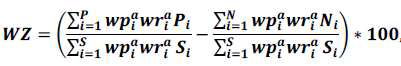 WZ = (∑_{i=1}^{P} wp_i^a wr_i^a P_i / ∑_{i=1}^{S} wp_i^a wr_i^a S_i − ∑_{i=1}^{N} wp_i^a wr_i^a N_i / ∑_{i=1}^{S} wp_i^a wr_i^a S_i) * 100,